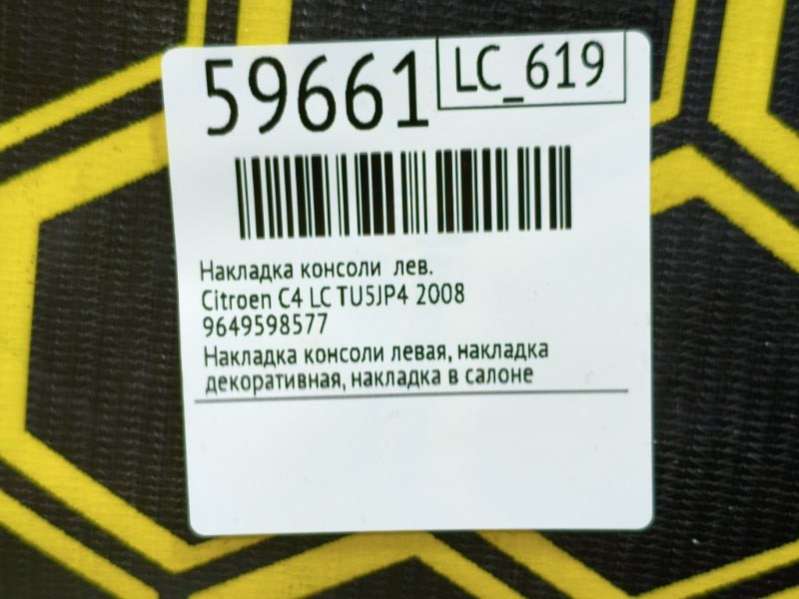 59661
LC_619
Накладка консоли лев.
Citroen C4 LC TU5JP4 2008
9649598577
Накладка консоли левая, накладка
декоративная, накладка в салоне